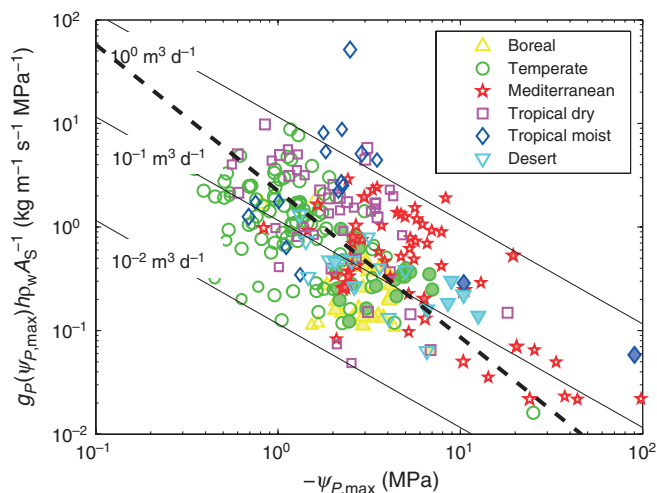 10² 
10¹
10⁰
10⁻¹
10⁻²
g_P(ψ_P,max)hρ_wA_S⁻¹ (kg m⁻¹ s⁻¹ MPa⁻¹)
10⁰ m³ d⁻¹
10⁻¹ m³ d⁻¹
10⁻² m³ d⁻¹
Boreal
Temperate
Mediterranean
Tropical dry
Tropical moist
Desert
10⁻¹ 10⁰ 10¹ 10²
−ψ_P,max (MPa)